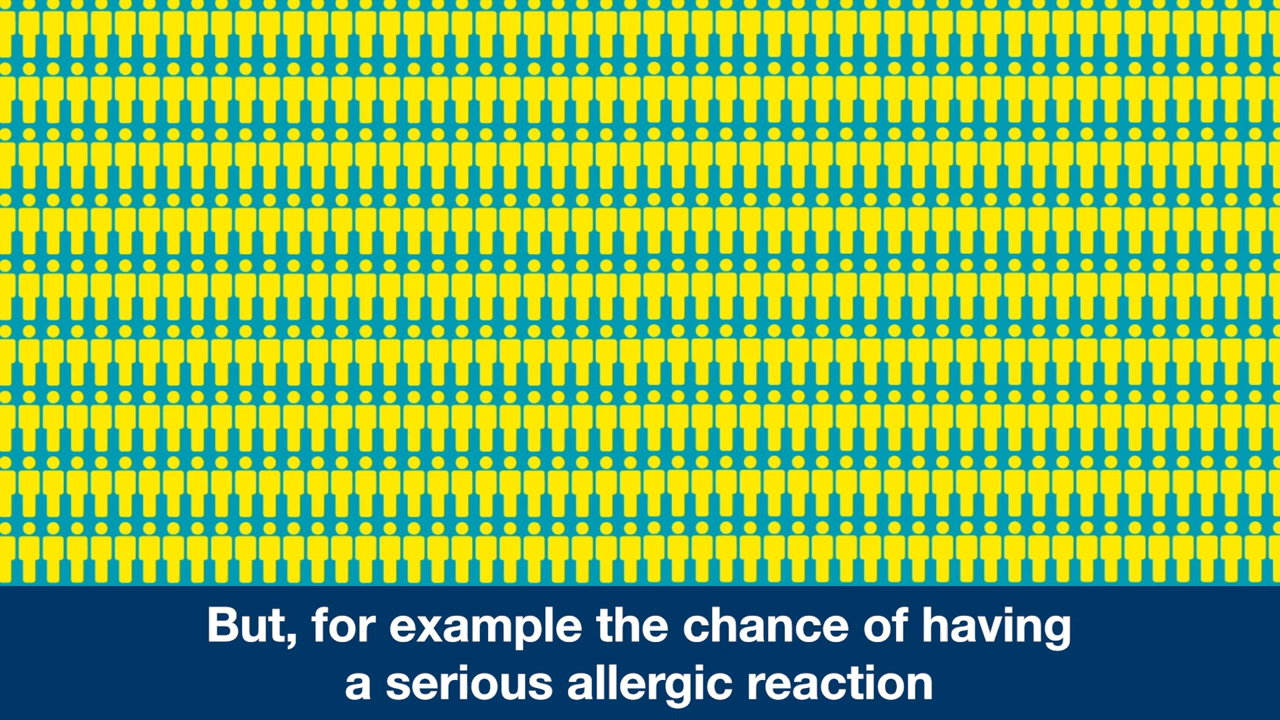 But, for example the chance of having
a serious allergic reaction